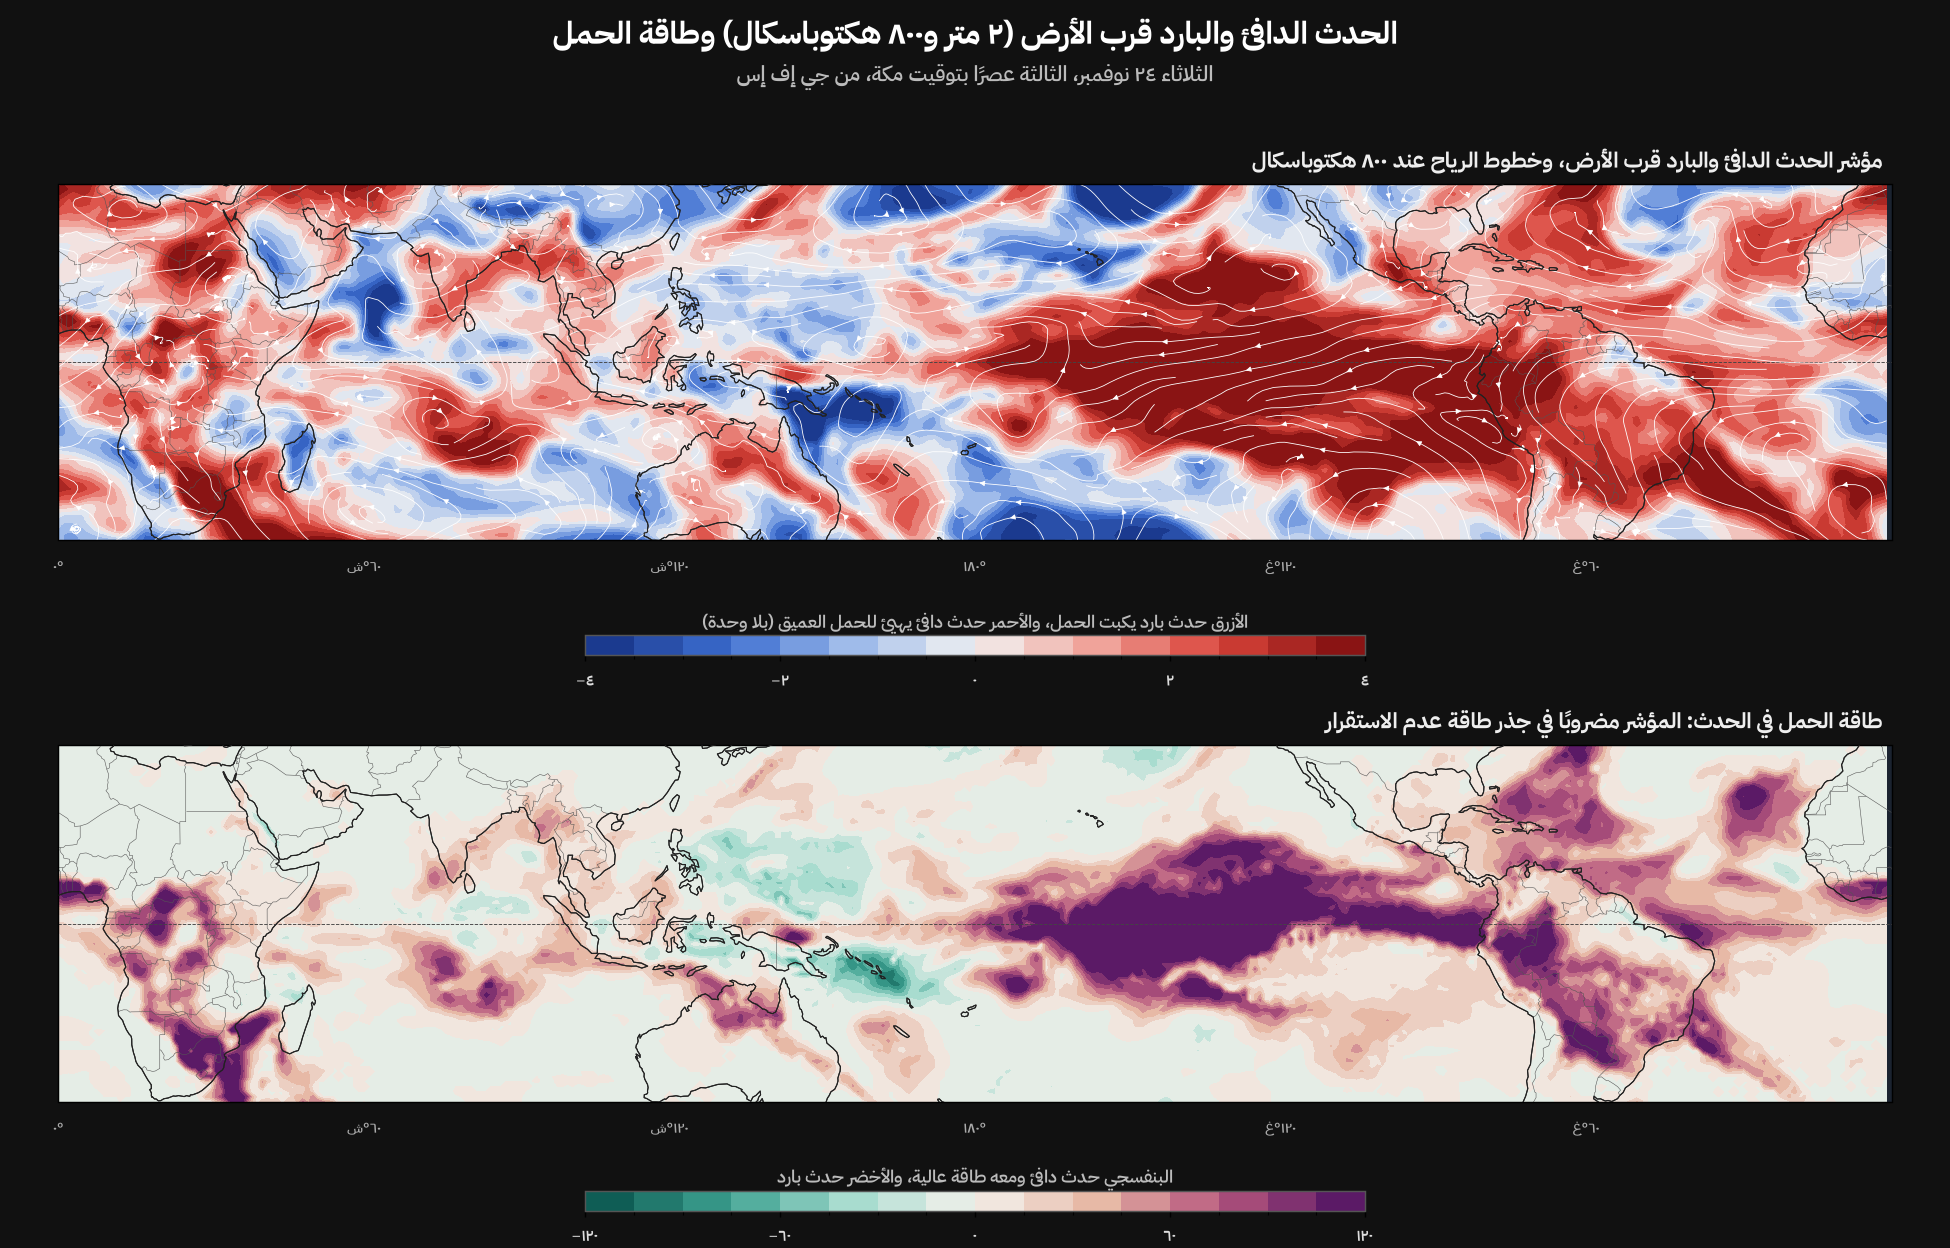 الحدث الدافئ والبارد قرب الأرض (٢ متر و٨٠٠ هكتوباسكال) وطاقة الحمل
الثلاثاء ٢٤ نوفمبر، الثالثة عصرًا بتوقيت مكة، من جي إف إس
مؤشر الحدث الدافئ والبارد قرب الأرض، وخطوط الرياح عند ٨٠٠ هكتوباسكال
٠° ٦٠°ش ١٢٠°ش ١٨٠° ١٢٠°غ ٦٠°غ
الأزرق حدث بارد يكبت الحمل، والأحمر حدث دافئ يهيئ للحمل العميق (بلا وحدة)
−٤ −٢ ٠ ٢ ٤
طاقة الحمل في الحدث: المؤشر مضروبًا في جذر طاقة عدم الاستقرار
٠° ٦٠°ش ١٢٠°ش ١٨٠° ١٢٠°غ ٦٠°غ
البنفسجي حدث دافئ ومعه طاقة عالية، والأخضر حدث بارد
−١٢٠ −٦٠ ٠ ٦٠ ١٢٠